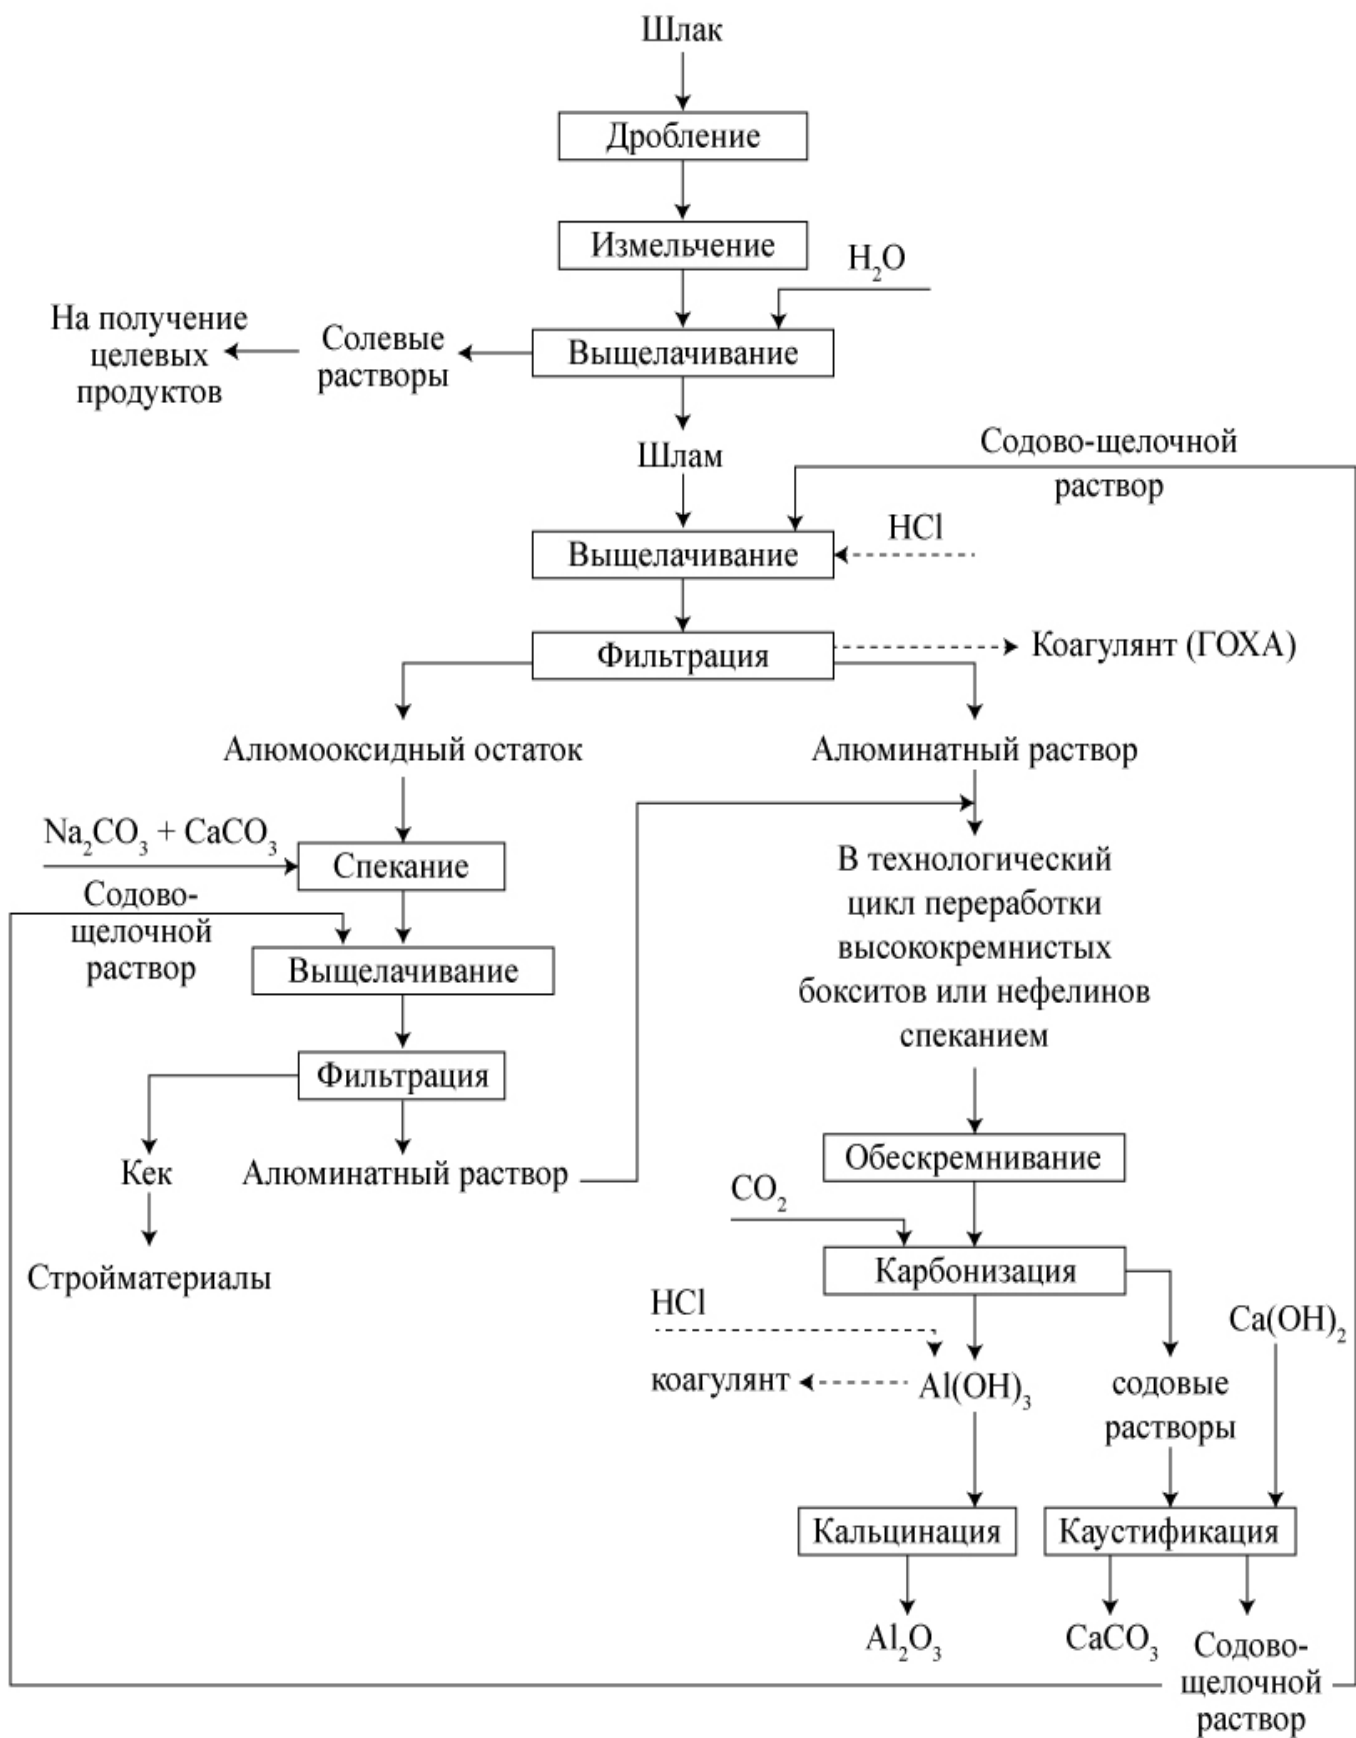 Шлак
Дробление
Измельчение
H₂O
На получение
целевых
продуктов
Солевые
растворы
Выщелачивание
Шлам
Содово-щелочной
раствор
HCl
Выщелачивание
Фильтрация
Коагулянт (ГОХА)
Алюмооксидный остаток
Алюминатный раствор
Na₂CO₃ + CaCO₃
Спекание
Содово-
щелочной
раствор
Выщелачивание
Фильтрация
Кек
Алюминатный раствор
Стройматериалы
В технологический
цикл переработки
высококремнистых
бокситов или нефелинов
спеканием
Обескремнивание
CO₂
Карбонизация
HCl
коагулянт
Al(OH)₃
содовые
растворы
Ca(OH)₂
Кальцинация
Каустификация
Al₂O₃
CaCO₃
Содово-
щелочной
раствор